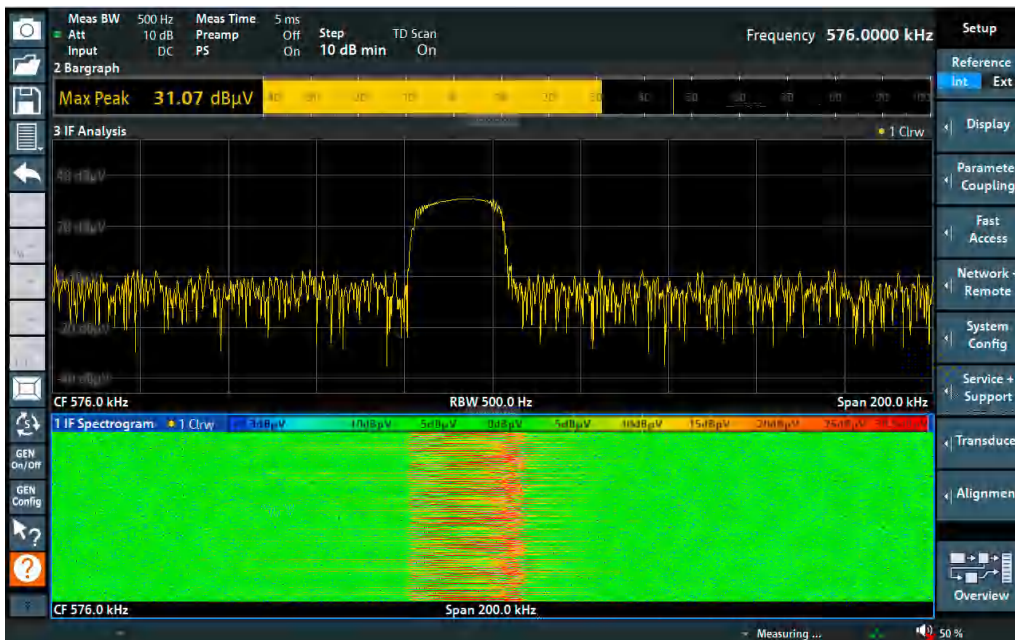 Meas BW 500 Hz Meas Time 5 ms
Att 10 dB Preamp Off Step TD Scan
Input DC PS On 10 dB min On
Frequency 576.0000 kHz
Setup
2 Bargraph
Max Peak 31.07 dBµV
Reference
Int Ext
3 IF Analysis
1 Clrw
Display
Paramete
Coupling
Fast
Access
Network -
Remote
System
Config
Service +
Support
Transduce
Alignmen
Overview
CF 576.0 kHz RBW 500.0 Hz Span 200.0 kHz
1 IF Spectrogram 1 Clrw
CF 576.0 kHz Span 200.0 kHz
GEN
On/Off
GEN
Config
Measuring ... 50 %